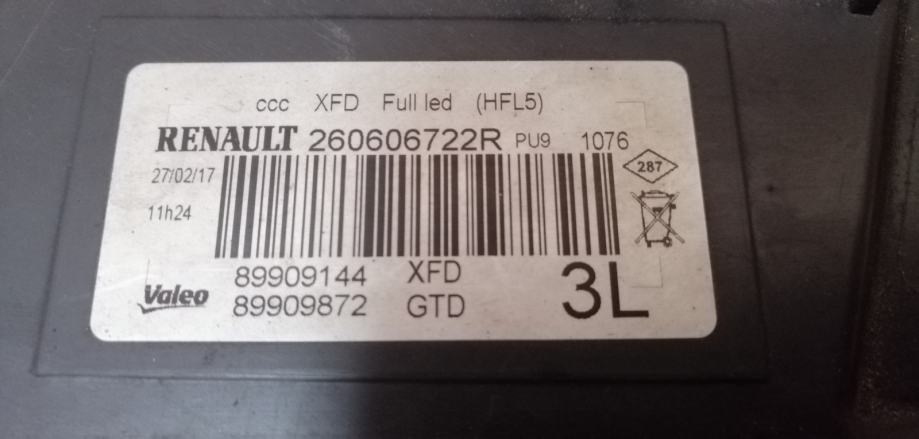 ccc XFD Full led (HFL5)
RENAULT 260606722R PU9 1076
27/02/17
287
11h24
89909144 XFD
3L
Valeo
89909872 GTD